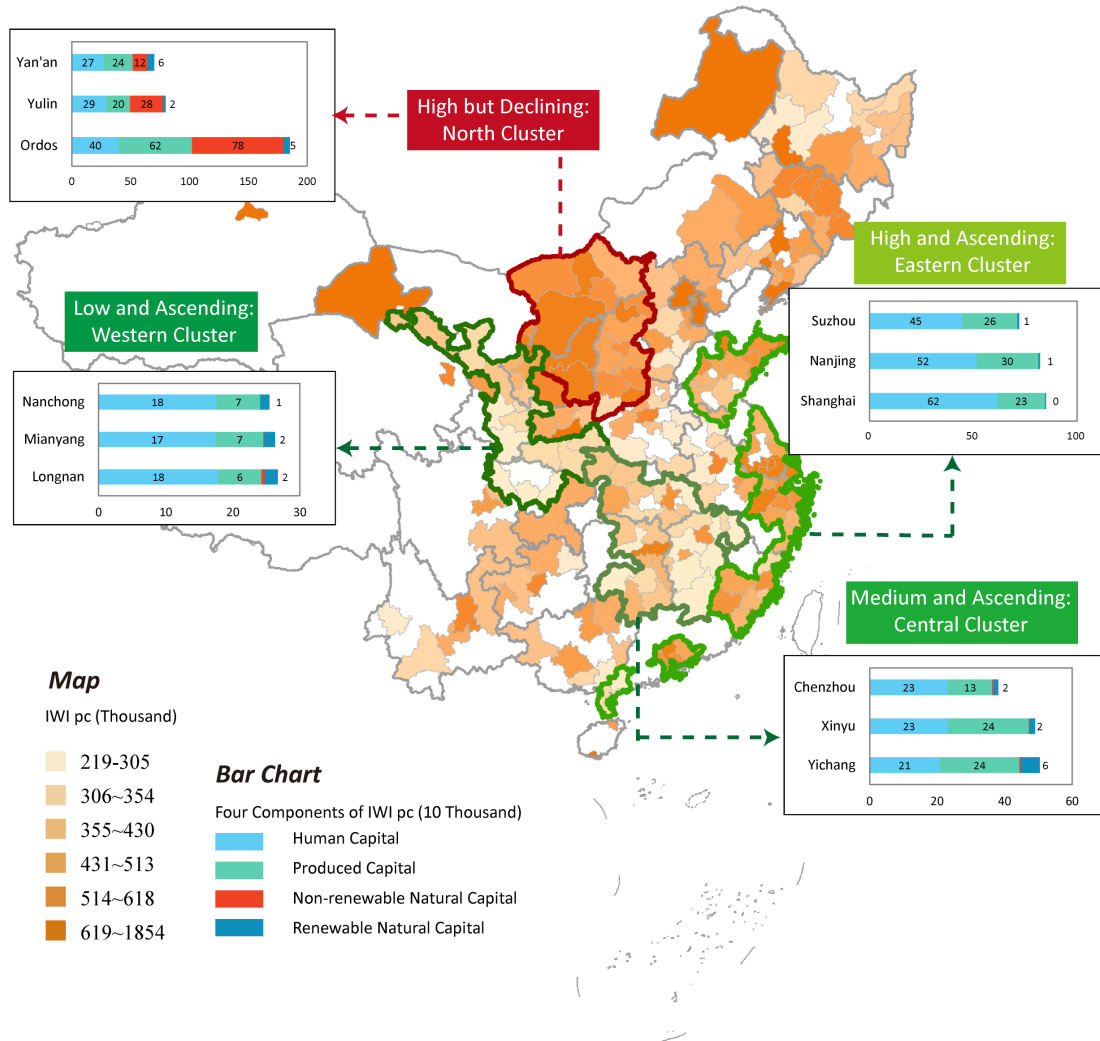 Yan'an
27 24 12 6
Yulin
29 20 28 2
Ordos
40 62 78 5
0 50 100 150 200
High but Declining:
North Cluster
High and Ascending:
Eastern Cluster
Suzhou
45 26 1
Nanjing
52 30 1
Shanghai
62 23 0
0 50 100
Low and Ascending:
Western Cluster
Nanchong
18 7 1
Mianyang
17 7 2
Longnan
18 6 2
0 10 20 30
Medium and Ascending:
Central Cluster
Chenzhou
23 13 2
Xinyu
23 24 2
Yichang
21 24 6
0 20 40 60
Map
IWI pc (Thousand)
219-305
306~354
355~430
431~513
514~618
619~1854
Bar Chart
Four Components of IWI pc (10 Thousand)
Human Capital
Produced Capital
Non-renewable Natural Capital
Renewable Natural Capital